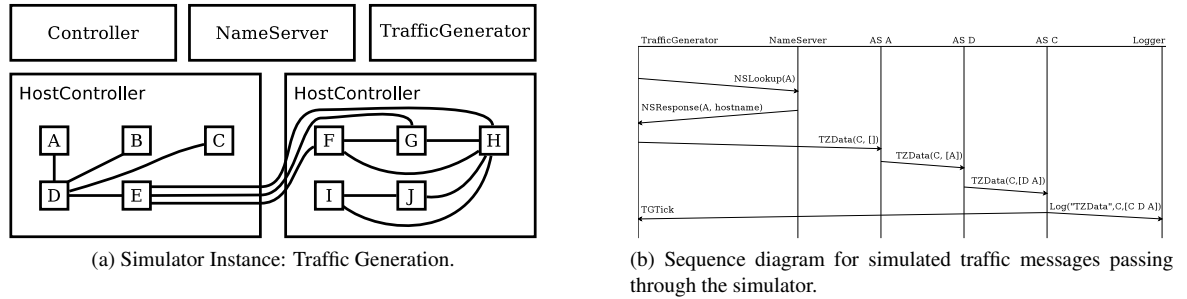 Controller
NameServer
TrafficGenerator
HostController
A
B
C
D
E
HostController
F
G
H
I
J
(a) Simulator Instance: Traffic Generation.
TrafficGenerator NameServer AS A AS D AS C Logger
NSLookup(A)
NSResponse(A, hostname)
TZData(C, [])
TZData(C, [A])
TZData(C,[D A])
TGTick
Log("TZData",C,[C D A])
(b) Sequence diagram for simulated traffic messages passing
through the simulator.